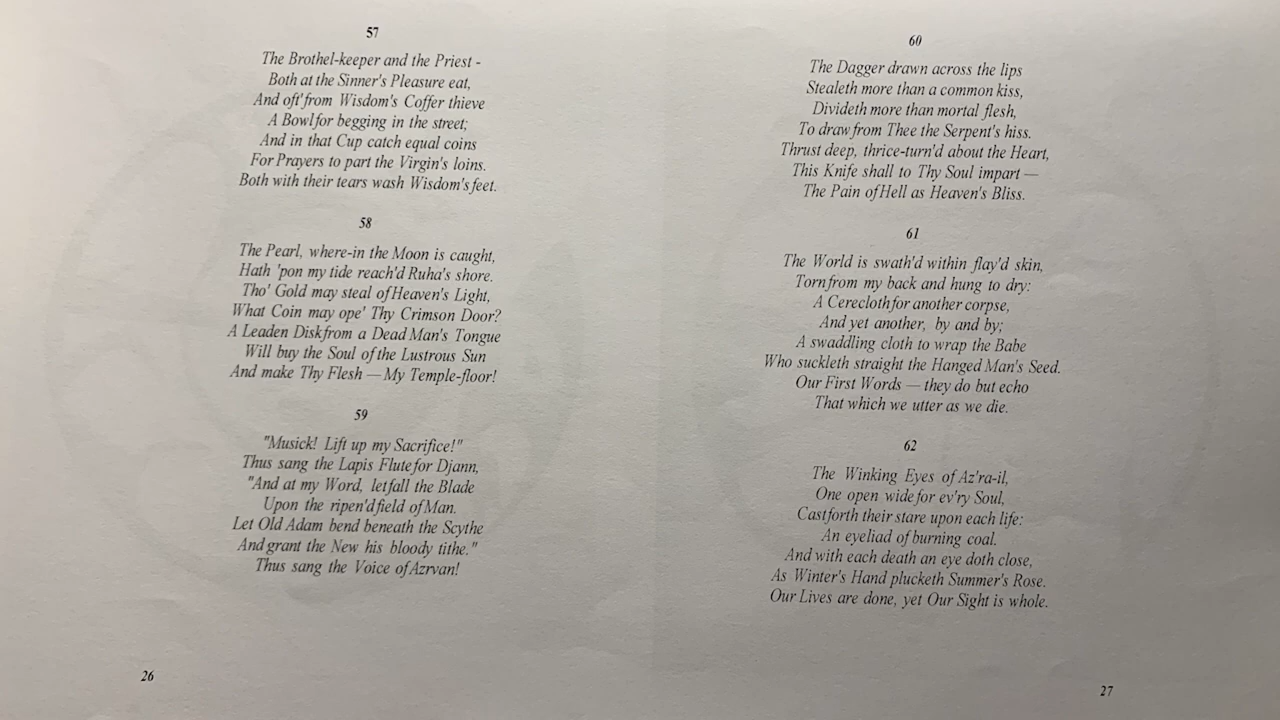 57
The Brothel-keeper and the Priest -
Both at the Sinner's Pleasure eat,
And oft' from Wisdom's Coffer thieve
A Bowl for begging in the street;
And in that Cup catch equal coins
For Prayers to part the Virgin's loins.
Both with their tears wash Wisdom's feet.
58
The Pearl, where-in the Moon is caught,
Hath 'pon my tide reach'd Ruha's shore.
Tho' Gold may steal of Heaven's Light,
What Coin may ope' Thy Crimson Door?
A Leaden Disk from a Dead Man's Tongue
Will buy the Soul of the Lustrous Sun
And make Thy Flesh — My Temple-floor!
59
"Musick! Lift up my Sacrifice!"
Thus sang the Lapis Flute for Djann,
"And at my Word, let fall the Blade
Upon the ripen'd field of Man.
Let Old Adam bend beneath the Scythe
And grant the New his bloody tithe."
Thus sang the Voice of Azrvan!
26
60
The Dagger drawn across the lips
Stealeth more than a common kiss,
Divideth more than mortal flesh,
To draw from Thee the Serpent's hiss.
Thrust deep, thrice-turn'd about the Heart,
This Knife shall to Thy Soul impart —
The Pain of Hell as Heaven's Bliss.
61
The World is swath'd within flay'd skin,
Torn from my back and hung to dry:
A Cerecloth for another corpse,
And yet another, by and by;
A swaddling cloth to wrap the Babe
Who suckleth straight the Hanged Man's Seed.
Our First Words — they do but echo
That which we utter as we die.
62
The Winking Eyes of Az'ra-il,
One open wide for ev'ry Soul,
Cast forth their stare upon each life:
An eyeliad of burning coal.
And with each death an eye doth close,
As Winter's Hand plucketh Summer's Rose.
Our Lives are done, yet Our Sight is whole.
27